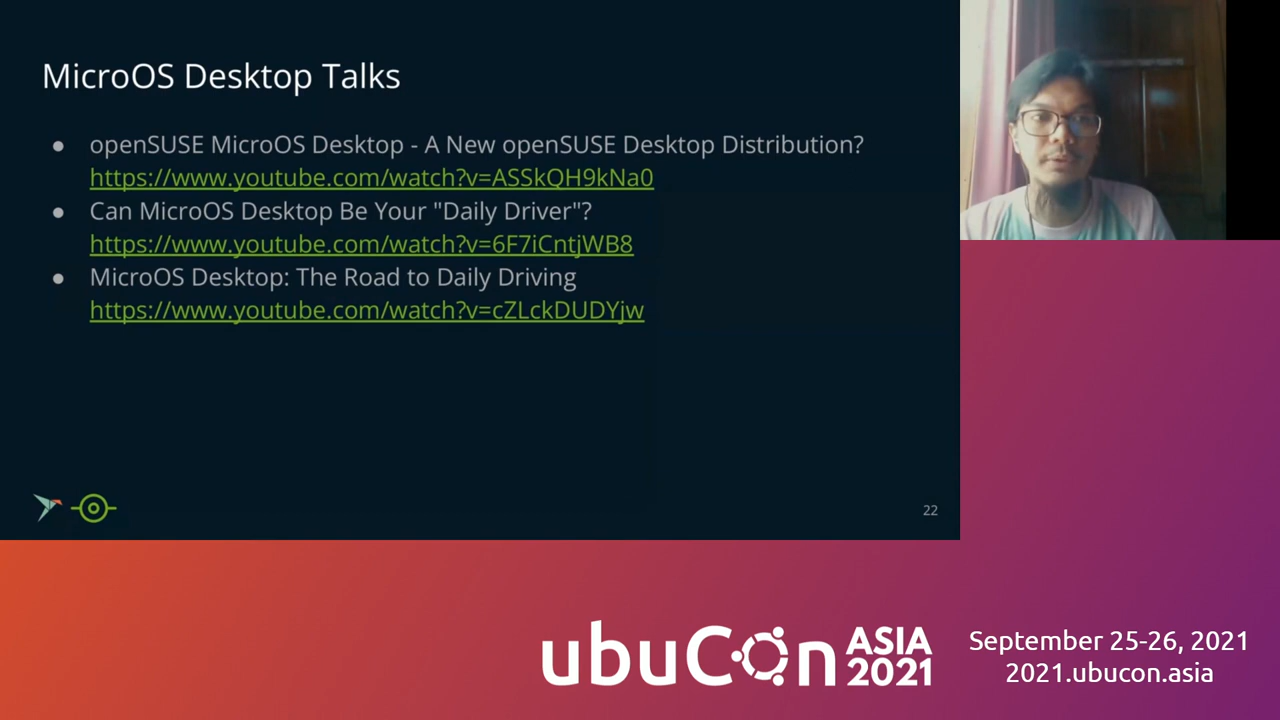 MicroOS Desktop Talks
● openSUSE MicroOS Desktop - A New openSUSE Desktop Distribution?
https://www.youtube.com/watch?v=ASSkQH9kNa0
● Can MicroOS Desktop Be Your "Daily Driver"?
https://www.youtube.com/watch?v=6F7iCntjWB8
● MicroOS Desktop: The Road to Daily Driving
https://www.youtube.com/watch?v=cZLckDUDYjw
22
ubuCon ASIA 2021
September 25-26, 2021
2021.ubucon.asia